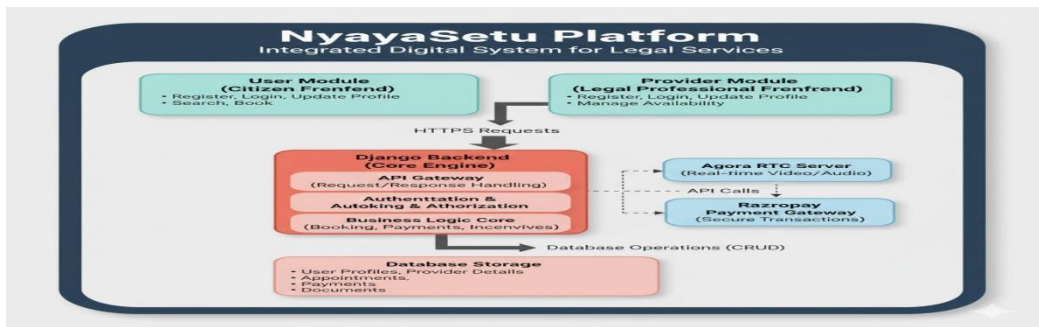 NyayaSetu Platform
Integrated Digital System for Legal Services
User Module
(Citizen Frenfend)
• Register, Login, Update Profile
• Search, Book
Provider Module
(Legal Professional Frenfrend)
• Register, Login, Update Profile
• Manage Availability
HTTPS Requests
Django Backend
(Core Engine)
API Gateway
(Request/Response Handling)
Authenttation &
Autoking & Athorization
Business Logic Core
(Booking, Payments, Incenvives)
Agora RTC Server
(Real-time Video/Audio)
API Calls
Razropay
Payment Gateway
(Secure Transactions)
Database Operations (CRUD)
Database Storage
• User Profiles, Provider Details
• Appointments,
• Payments
• Documents